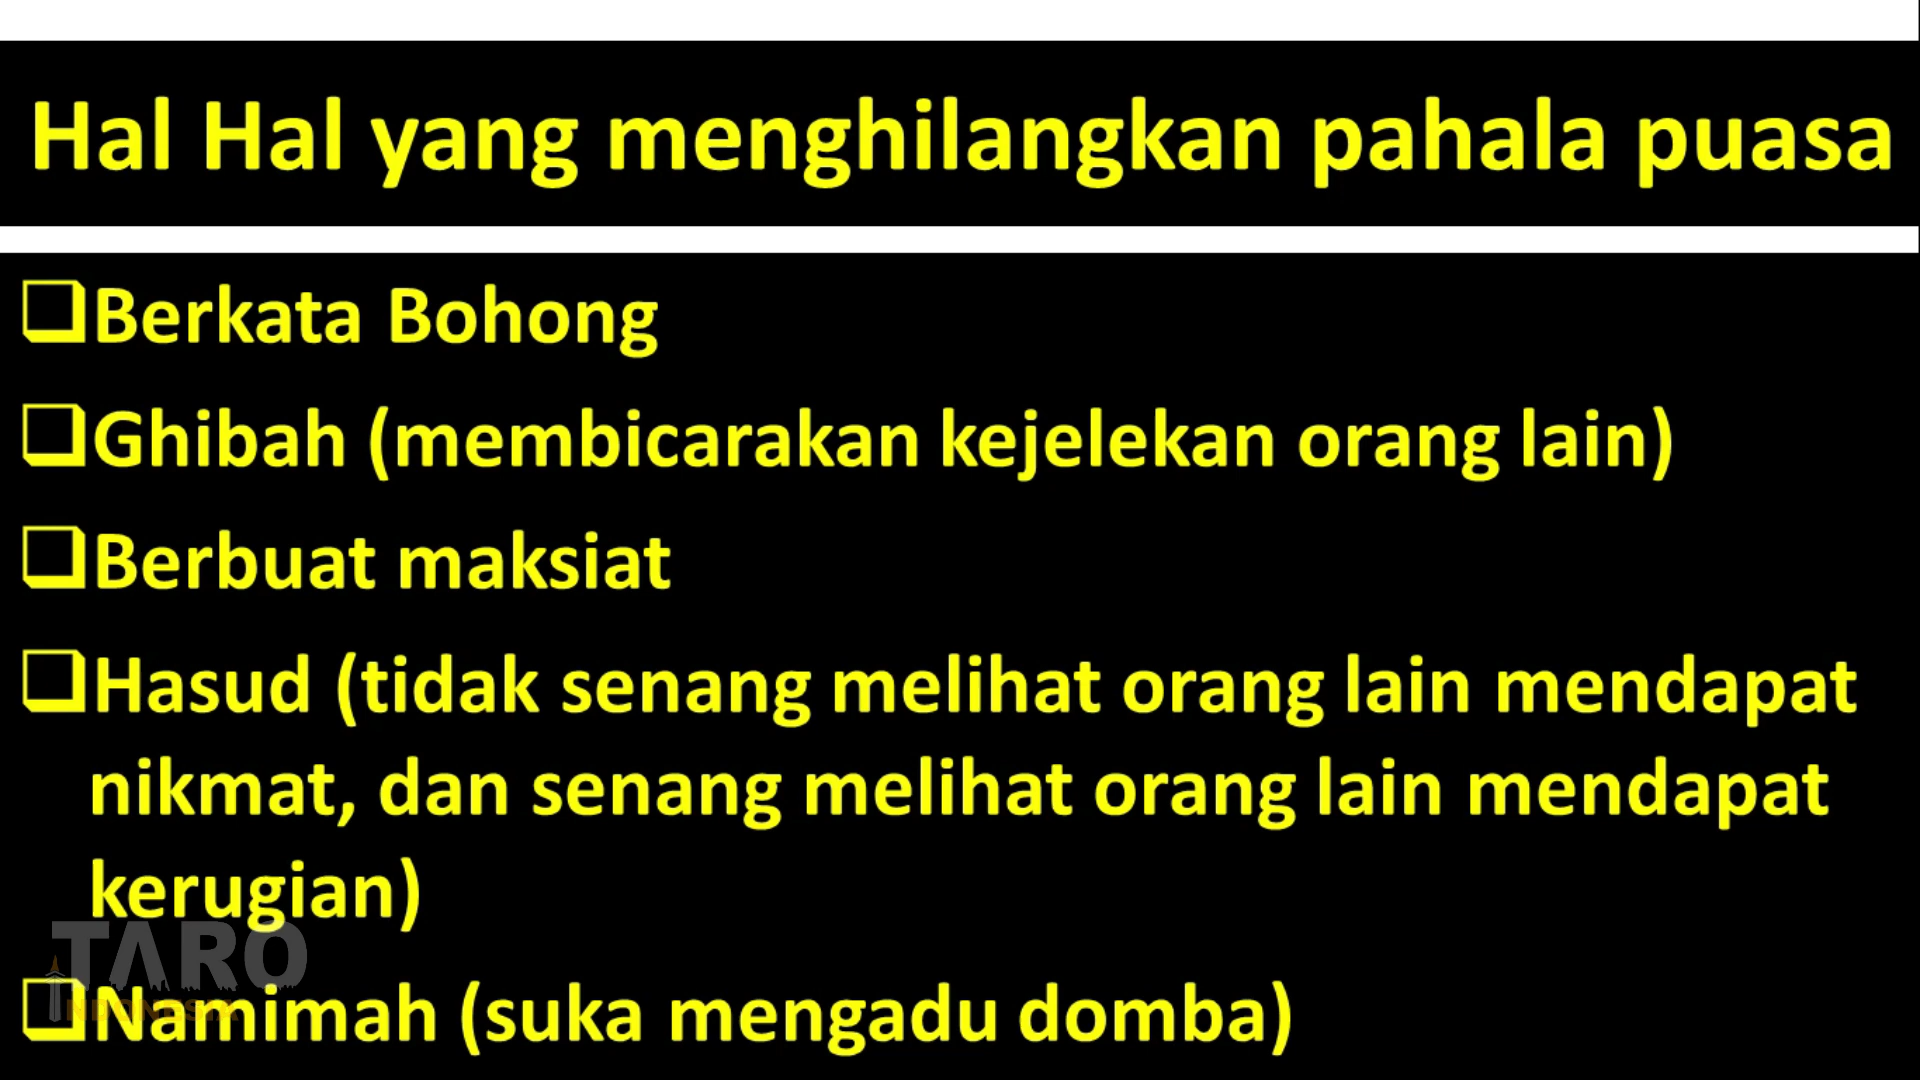 Hal Hal yang menghilangkan pahala puasa
❑Berkata Bohong
❑Ghibah (membicarakan kejelekan orang lain)
❑Berbuat maksiat
❑Hasud (tidak senang melihat orang lain mendapat
nikmat, dan senang melihat orang lain mendapat
kerugian)
TARO
INDONESIA
❑Namimah (suka mengadu domba)